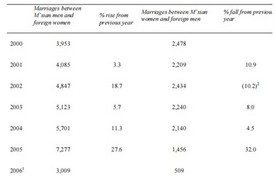 Marriages between M'sian men and foreign women % rise from previous year Marriages between M'sian women and foreign men % fall from previous year
2000 3,953 2,478
2001 4,085 3.3 2,209 10.9
2002 4,847 18.7 2,434 (10.2)†
2003 5,123 5.7 2,240 8.0
2004 5,701 11.3 2,140 4.5
2005 7,277 27.6 1,456 32.0
2006† 3,009 509